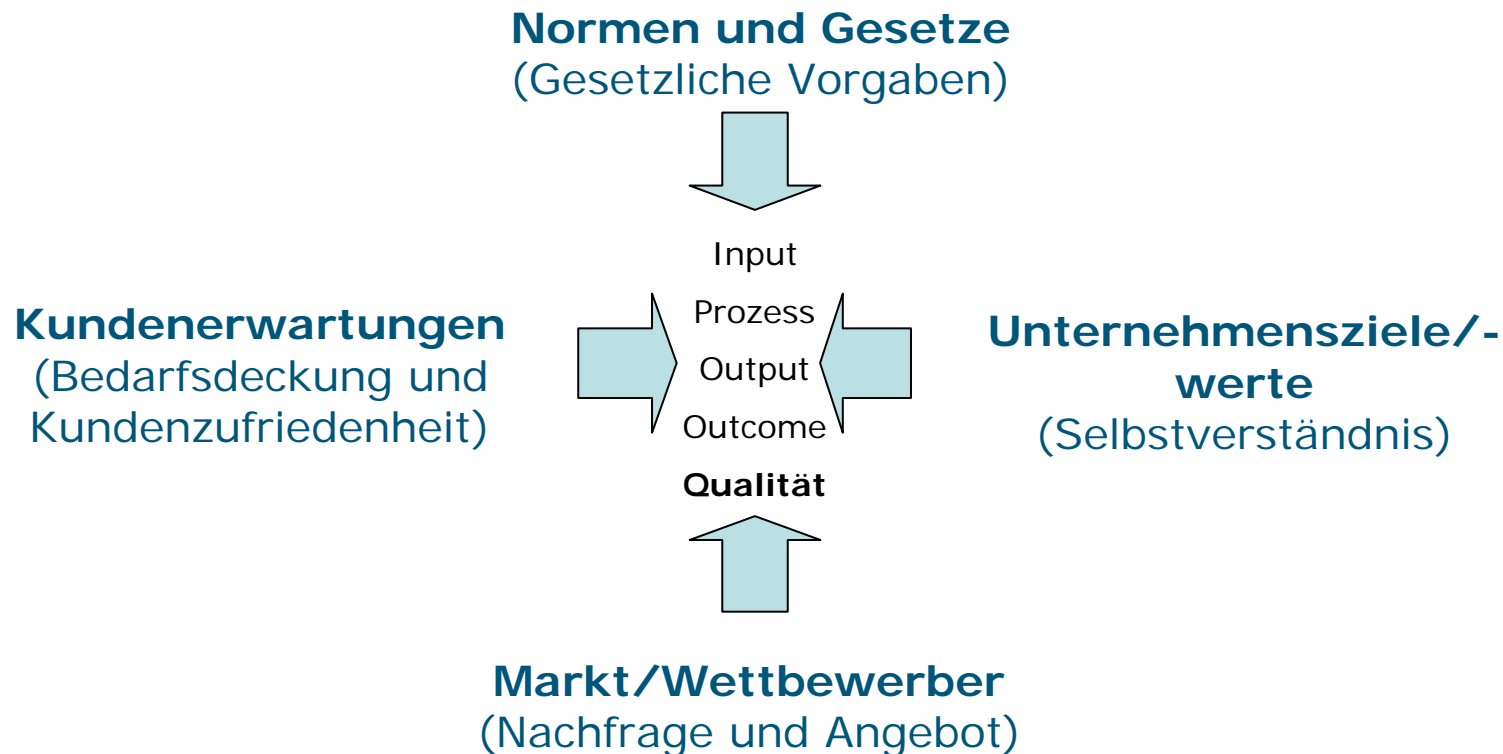 Normen und Gesetze
(Gesetzliche Vorgaben)
Input
Prozess
Output
Outcome
Qualität
Kundenerwartungen
(Bedarfsdeckung und
Kundenzufriedenheit)
Unternehmensziele/-
werte
(Selbstverständnis)
Markt/Wettbewerber
(Nachfrage und Angebot)